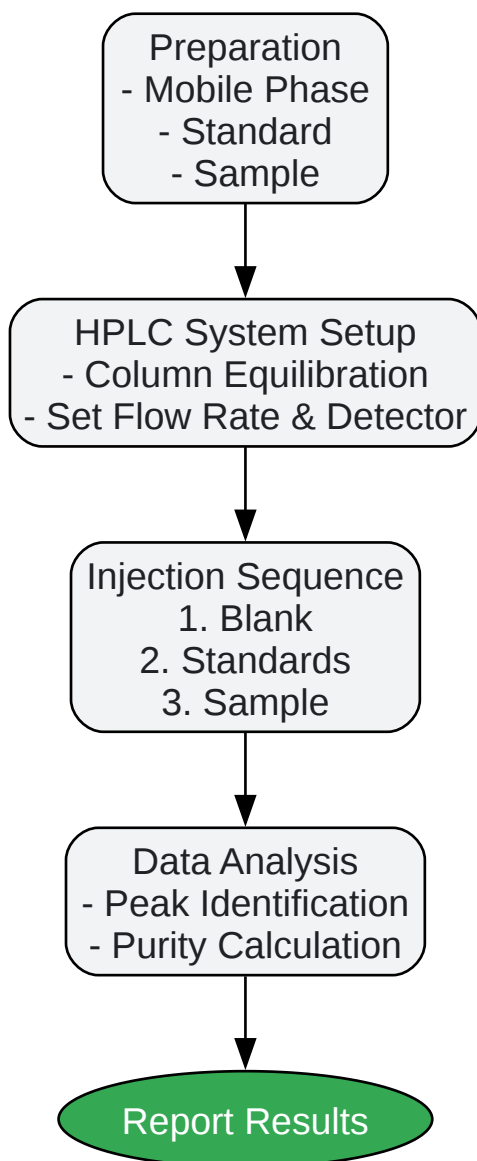 Preparation
- Mobile Phase
- Standard
- Sample
HPLC System Setup
- Column Equilibration
- Set Flow Rate & Detector
Injection Sequence
1. Blank
2. Standards
3. Sample
Data Analysis
- Peak Identification
- Purity Calculation
Report Results